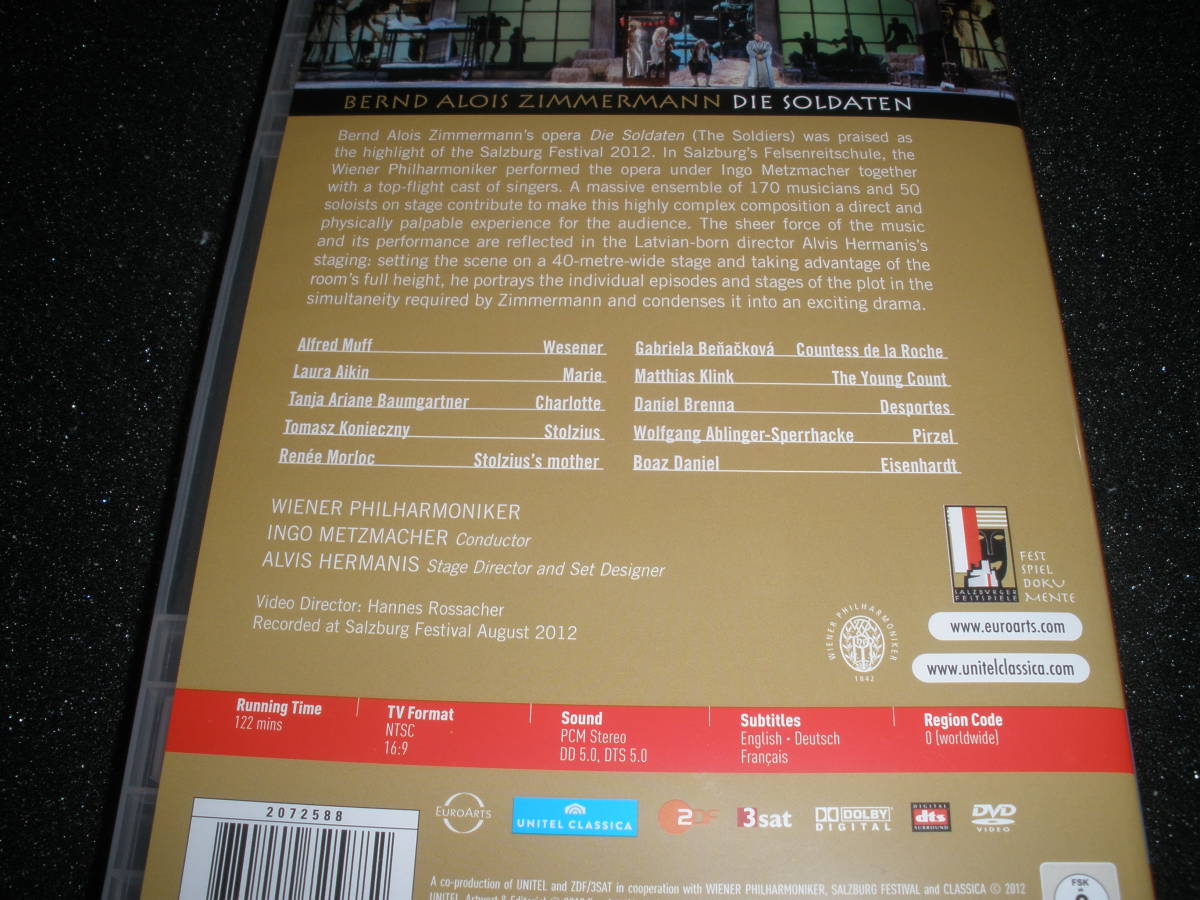 BERND ALOIS ZIMMERMANN DIE SOLDATEN
Bernd Alois Zimmermann's opera Die Soldaten (The Soldiers) was praised as
the highlight of the Salzburg Festival 2012. In Salzburg's Felsenreitschule, the
Wiener Philharmoniker performed the opera under Ingo Metzmacher together
with a top-flight cast of singers. A massive ensemble of 170 musicians and 50
soloists on stage contribute to make this highly complex composition a direct and
physically palpable experience for the audience. The sheer force of the music
and its performance are reflected in the Latvian-born director Alvis Hermanis's
staging: setting the scene on a 40-metre-wide stage and taking advantage of the
room's full height, he portrays the individual episodes and stages of the plot in the
simultaneity required by Zimmermann and condenses it into an exciting drama.
Alfred Muff Wesener
Laura Aikin Marie
Tanja Ariane Baumgartner Charlotte
Tomasz Konieczny Stolzius
Renée Morloc Stolzius's mother
Gabriela Beňačková Countess de la Roche
Matthias Klink The Young Count
Daniel Brenna Desportes
Wolfgang Ablinger-Sperrhacke Pirzel
Boaz Daniel Eisenhardt
WIENER PHILHARMONIKER
INGO METZMACHER Conductor
ALVIS HERMANIS Stage Director and Set Designer
Video Director: Hannes Rossacher
Recorded at Salzburg Festival August 2012
SALZBURGER
FESTSPIELE
FEST
SPIEL
DOKU
MENTE
WIENER PHILHARMONIKER
1842
www.euroarts.com
www.unitelclassica.com
Running Time
122 mins
TV Format
NTSC
16:9
Sound
PCM Stereo
DD 5.0, DTS 5.0
Subtitles
English · Deutsch
Français
Region Code
0 (worldwide)
2072588
EUROARTS
UNITEL CLASSICA
2DF
3sat
DOLBY
DIGITAL
DIGITAL
dts
SURROUND
DVD
VIDEO
A co-production of UNITEL and ZDF/3SAT in cooperation with WIENER PHILHARMONIKER, SALZBURG FESTIVAL and CLASSICA © 2012
FSK